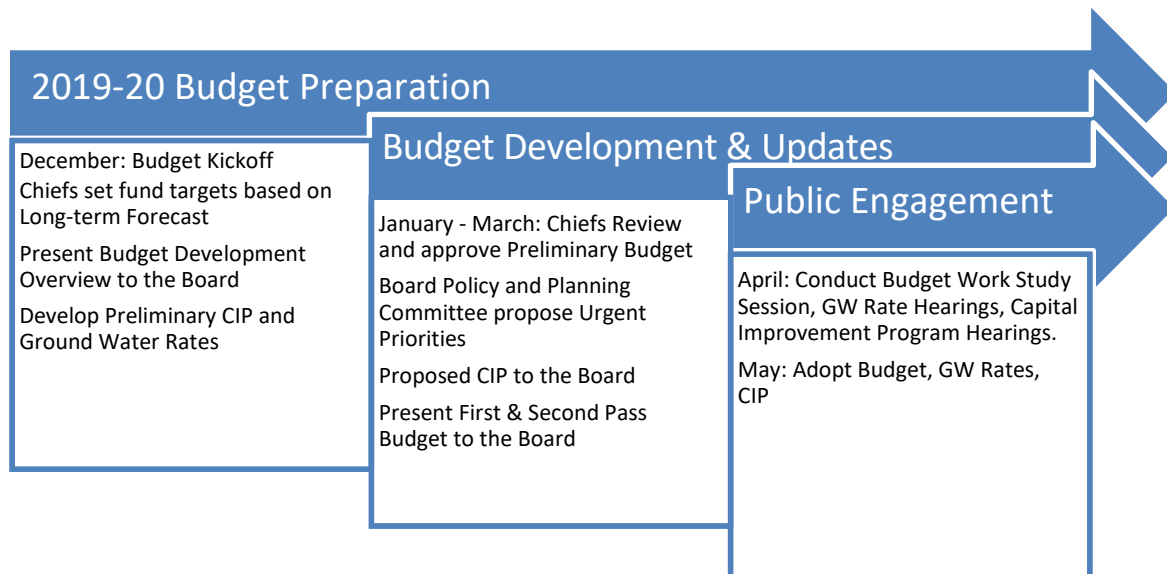 2019-20 Budget Preparation
December: Budget Kickoff
Chiefs set fund targets based on
Long-term Forecast
Present Budget Development
Overview to the Board
Develop Preliminary CIP and
Ground Water Rates
Budget Development & Updates
January - March: Chiefs Review
and approve Preliminary Budget
Board Policy and Planning
Committee propose Urgent
Priorities
Proposed CIP to the Board
Present First & Second Pass
Budget to the Board
Public Engagement
April: Conduct Budget Work Study
Session, GW Rate Hearings, Capital
Improvement Program Hearings.
May: Adopt Budget, GW Rates,
CIP